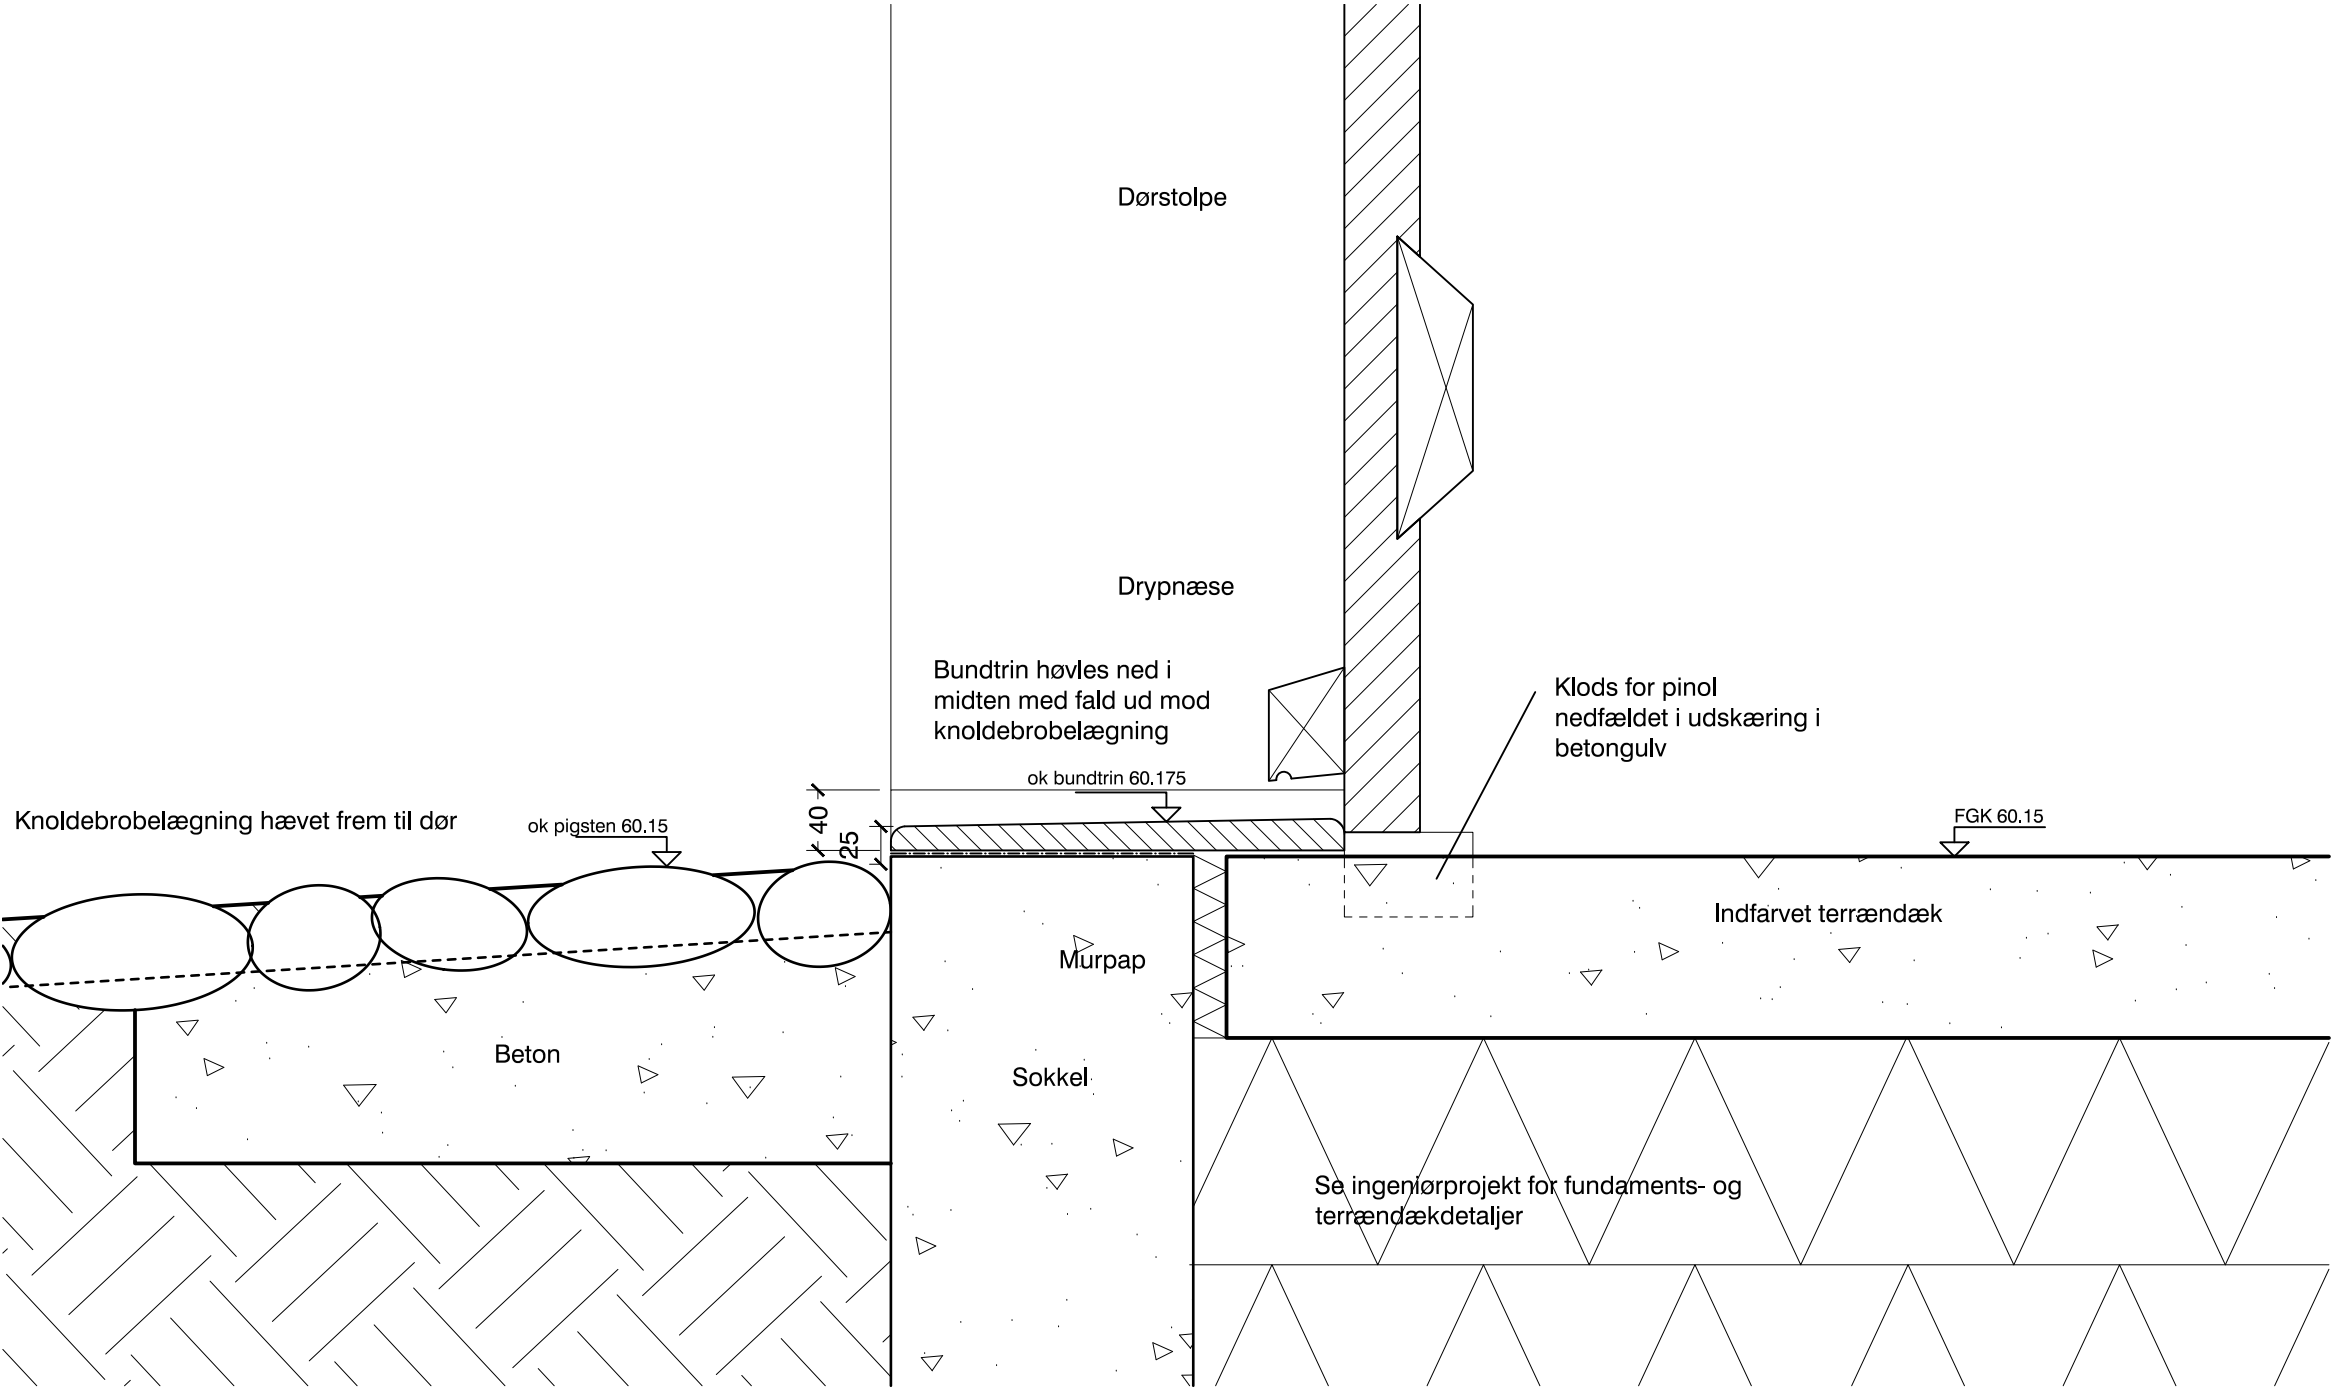 Dørstolpe
Drypnæse
Bundtrin høvles ned i
midten med fald ud mod
knoldebrobelægning
Klods for pinol
nedfældet i udskæring i
betongulv
ok bundtrin 60.175
40
25
Knoldebrobelægning hævet frem til dør
ok pigsten 60.15
FGK 60.15
Indfarvet terrændæk
Murpap
Beton
Sokkel
Se ingeniørprojekt for fundaments- og
terrændækdetaljer